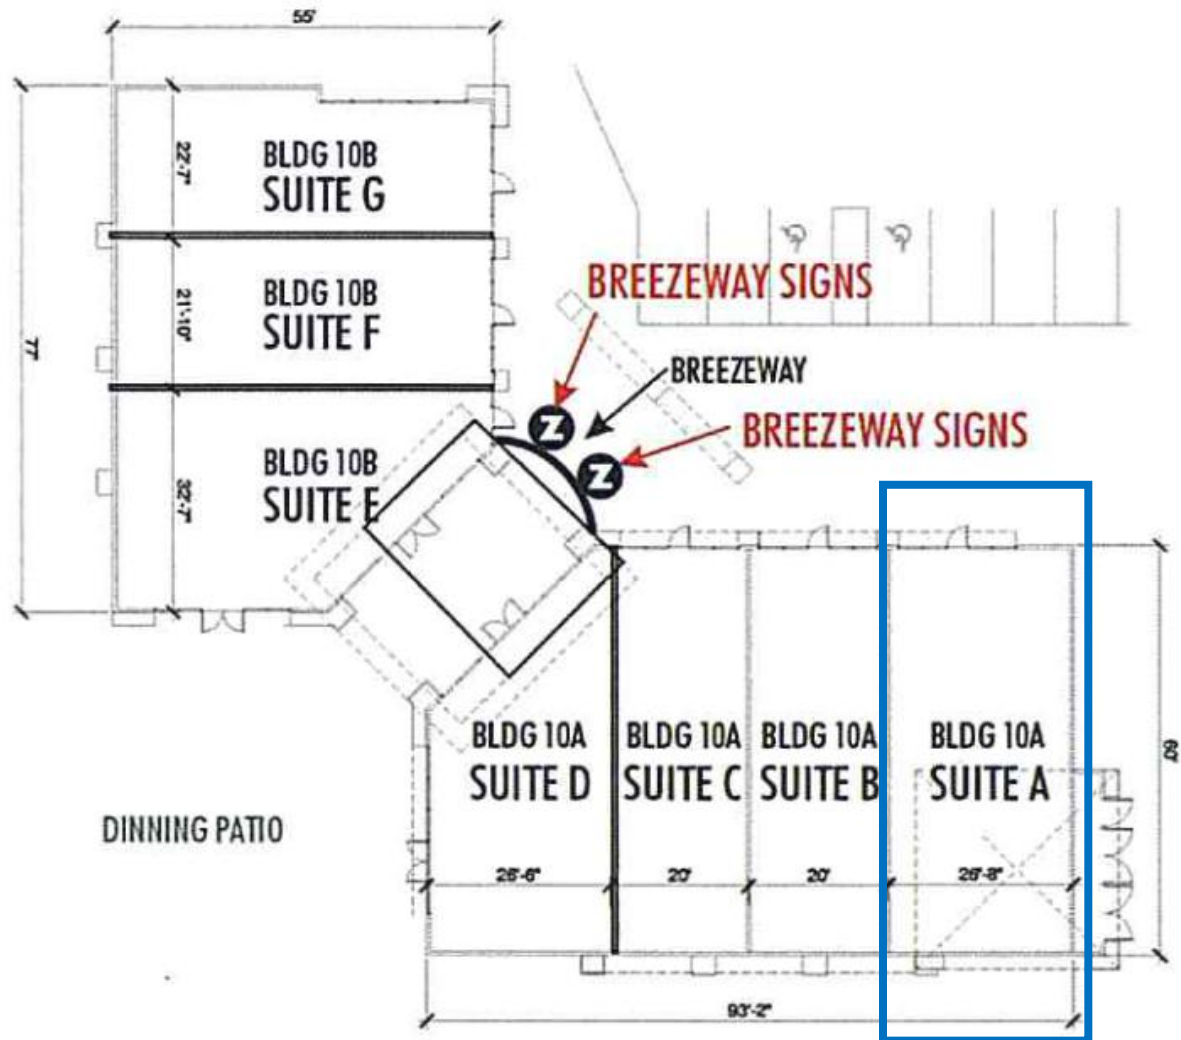 55'
BLDG 10B
SUITE G
22'-7"
BLDG 10B
SUITE F
21'-10"
77'
BREEZEWAY SIGNS
BREEZEWAY
Z
BREEZEWAY SIGNS
Z
BLDG 10B
SUITE E
32'-7"
BLDG 10A
SUITE D
BLDG 10A
SUITE C
BLDG 10A
SUITE B
BLDG 10A
SUITE A
60'
DINNING PATIO
26'-6"
20'
20'
26'-8"
93'-2"